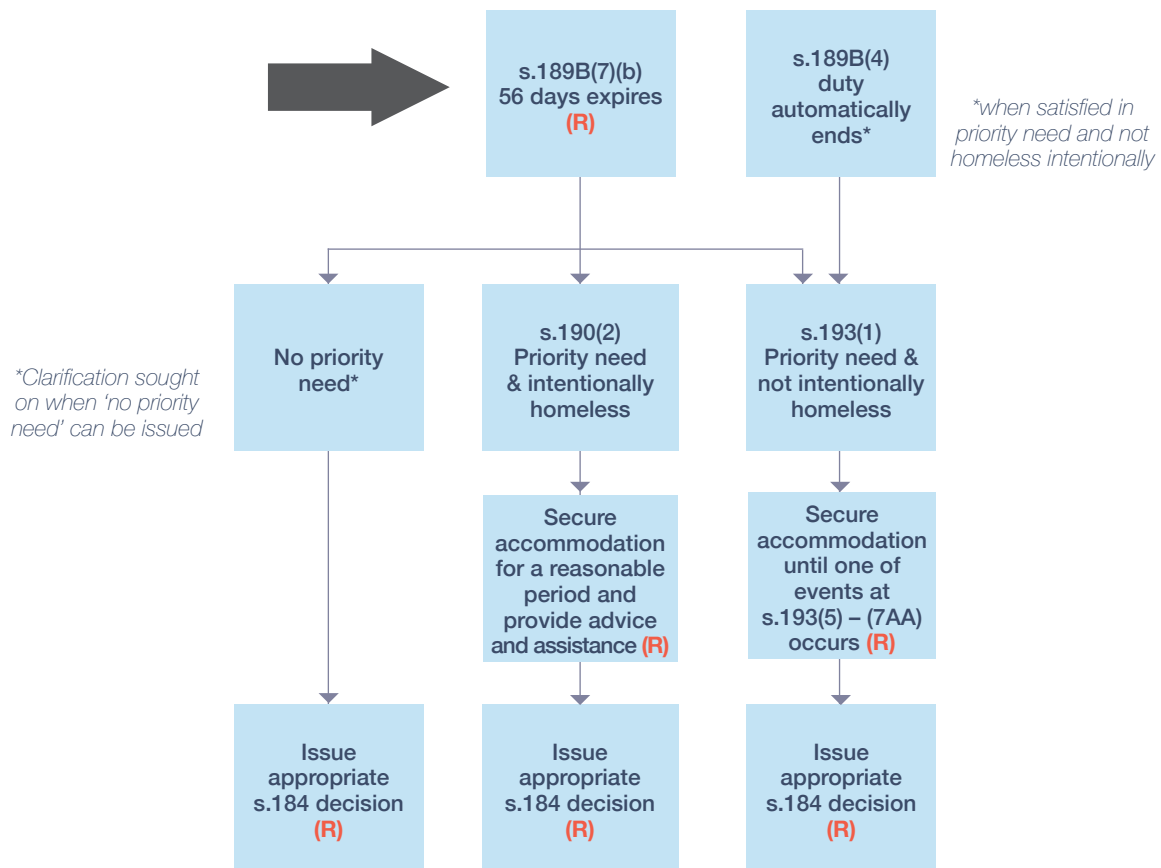 s.189B(7)(b)
56 days expires
(R)
s.189B(4)
duty
automatically
ends*
*when satisfied in
priority need and not
homeless intentionally
*Clarification sought
on when ‘no priority
need’ can be issued
No priority
need*
s.190(2)
Priority need
& intentionally
homeless
s.193(1)
Priority need &
not intentionally
homeless
Secure
accommodation
for a reasonable
period and
provide advice
and assistance (R)
Secure
accommodation
until one of
events at
s.193(5) – (7AA)
occurs (R)
Issue
appropriate
s.184 decision
(R)
Issue
appropriate
s.184 decision
(R)
Issue
appropriate
s.184 decision
(R)